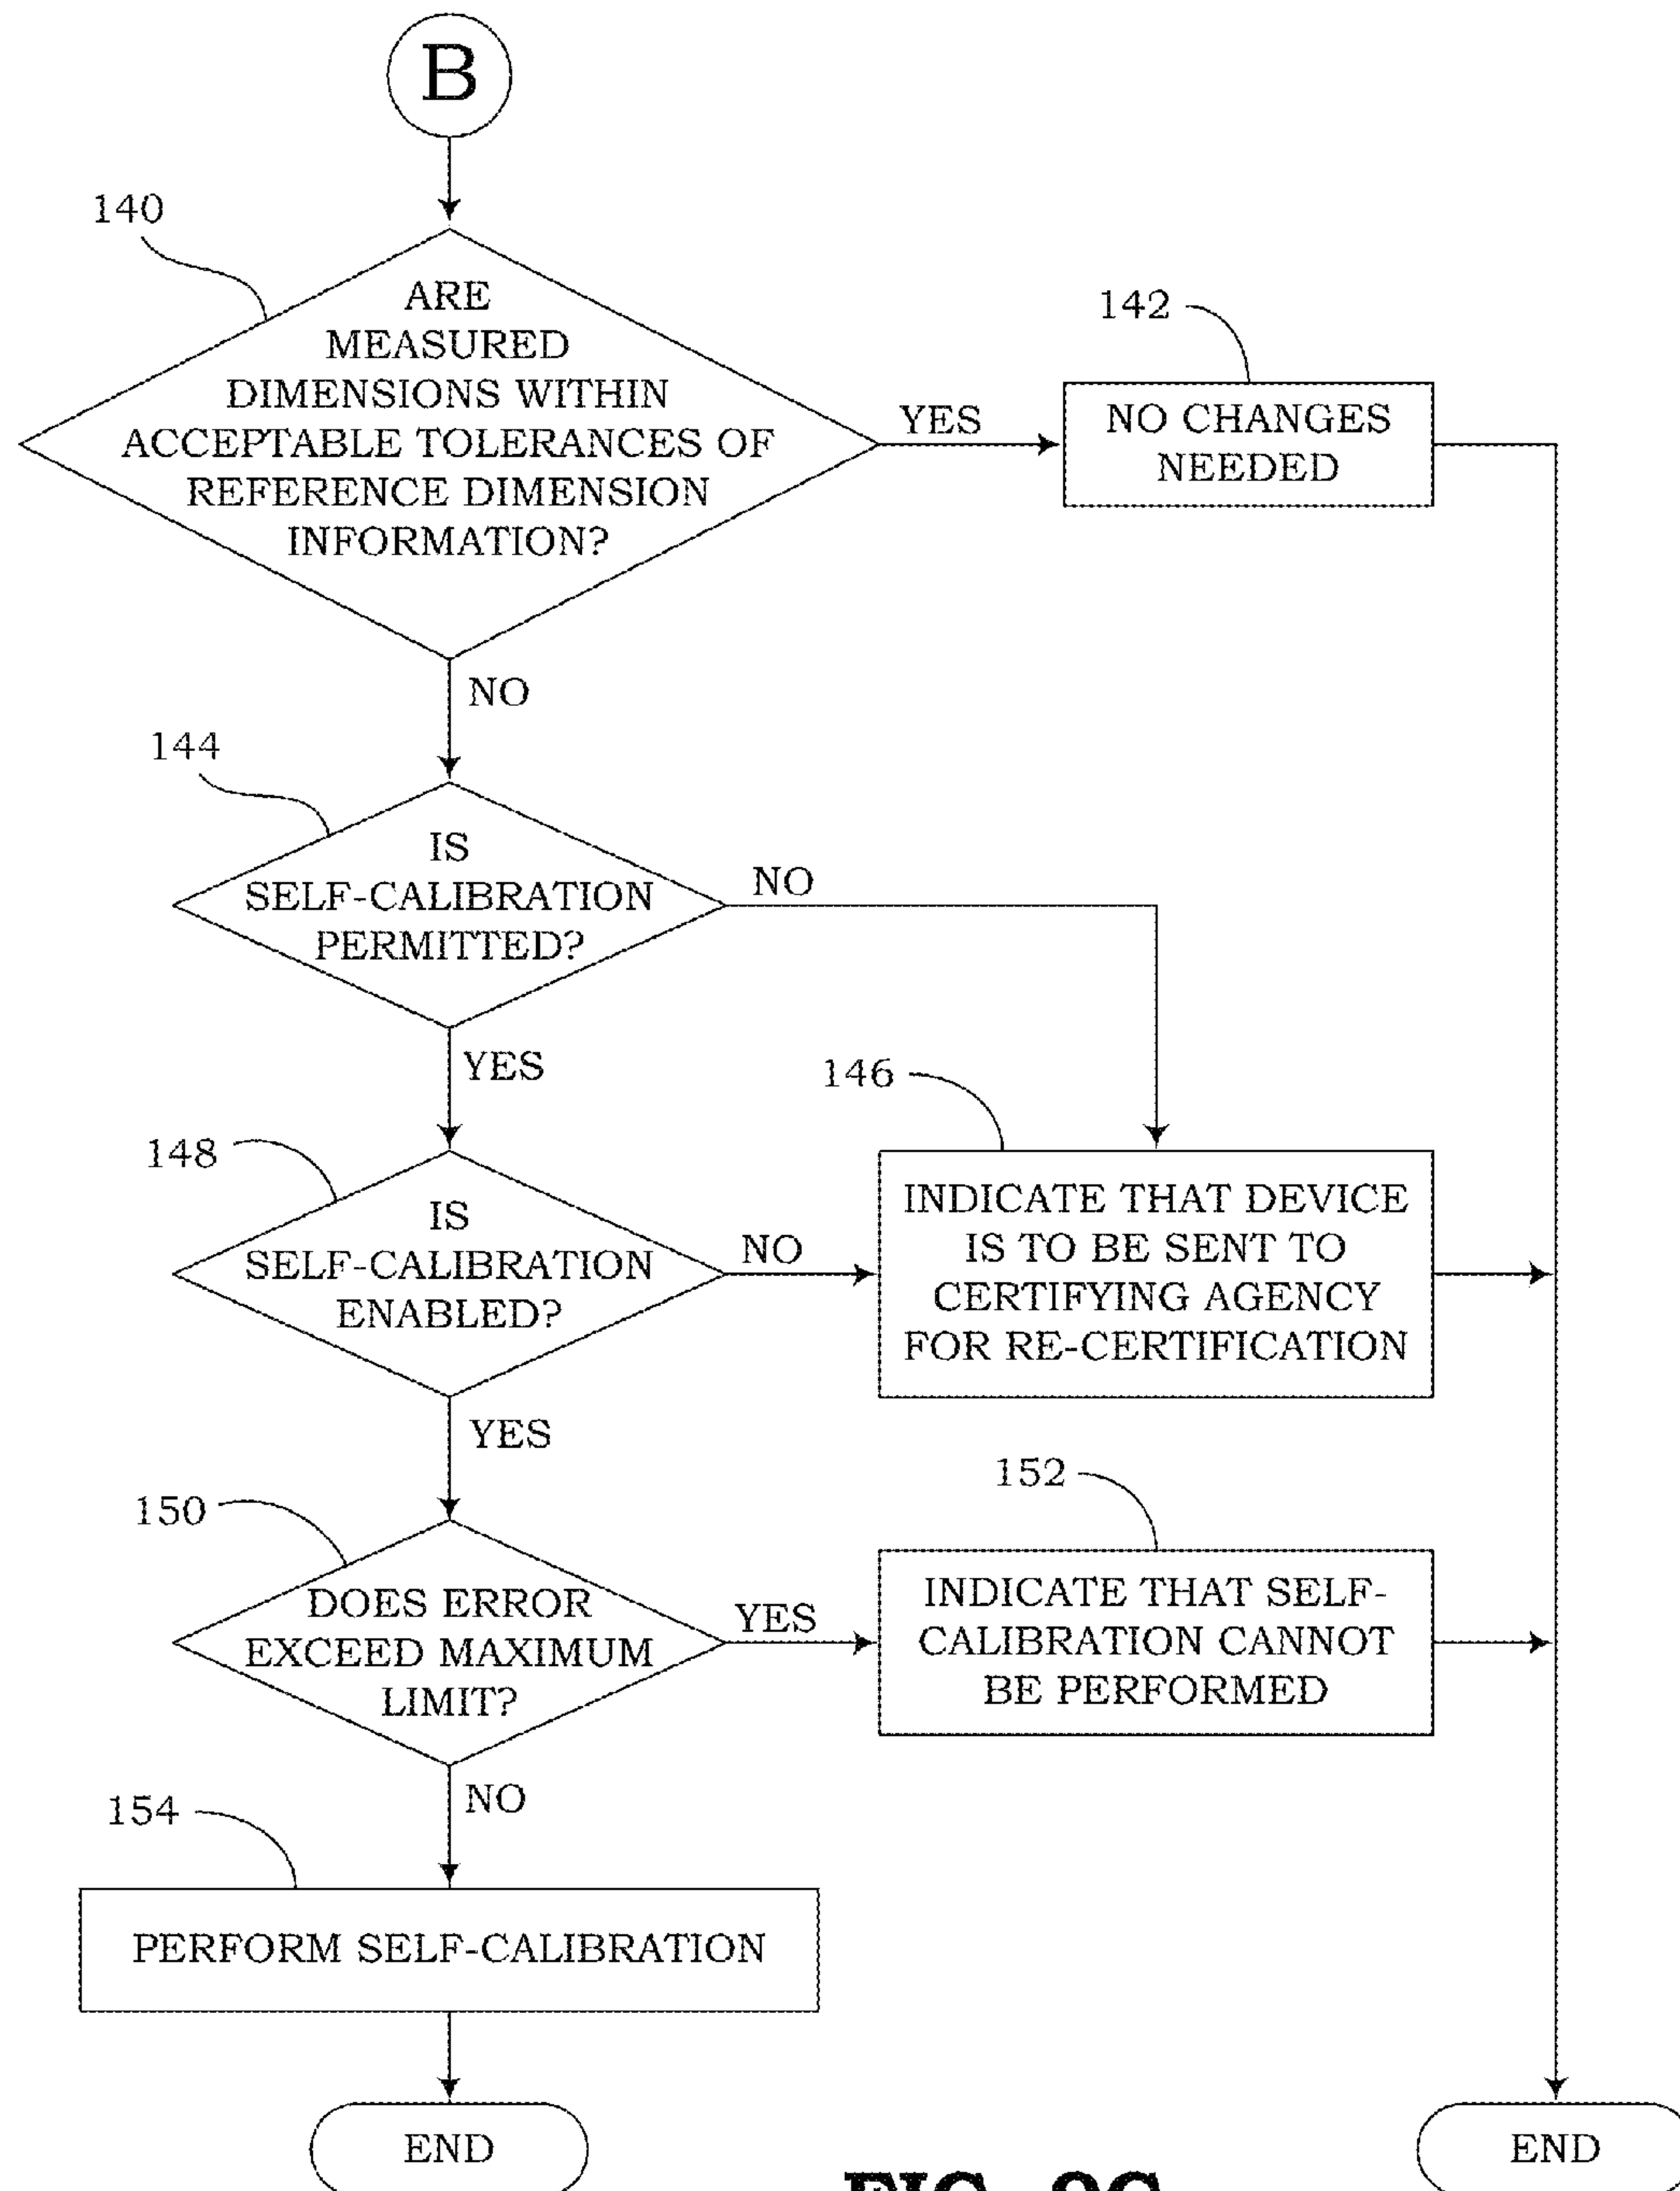 B
140
ARE
MEASURED
DIMENSIONS WITHIN
ACCEPTABLE TOLERANCES OF
REFERENCE DIMENSION
INFORMATION?
YES
142
NO CHANGES
NEEDED
NO
144
IS
SELF-CALIBRATION
PERMITTED?
NO
YES
146
INDICATE THAT DEVICE
IS TO BE SENT TO
CERTIFYING AGENCY
FOR RE-CERTIFICATION
148
IS
SELF-CALIBRATION
ENABLED?
NO
YES
150
DOES ERROR
EXCEED MAXIMUM
LIMIT?
YES
152
INDICATE THAT SELF-
CALIBRATION CANNOT
BE PERFORMED
NO
154
PERFORM SELF-CALIBRATION
END
END